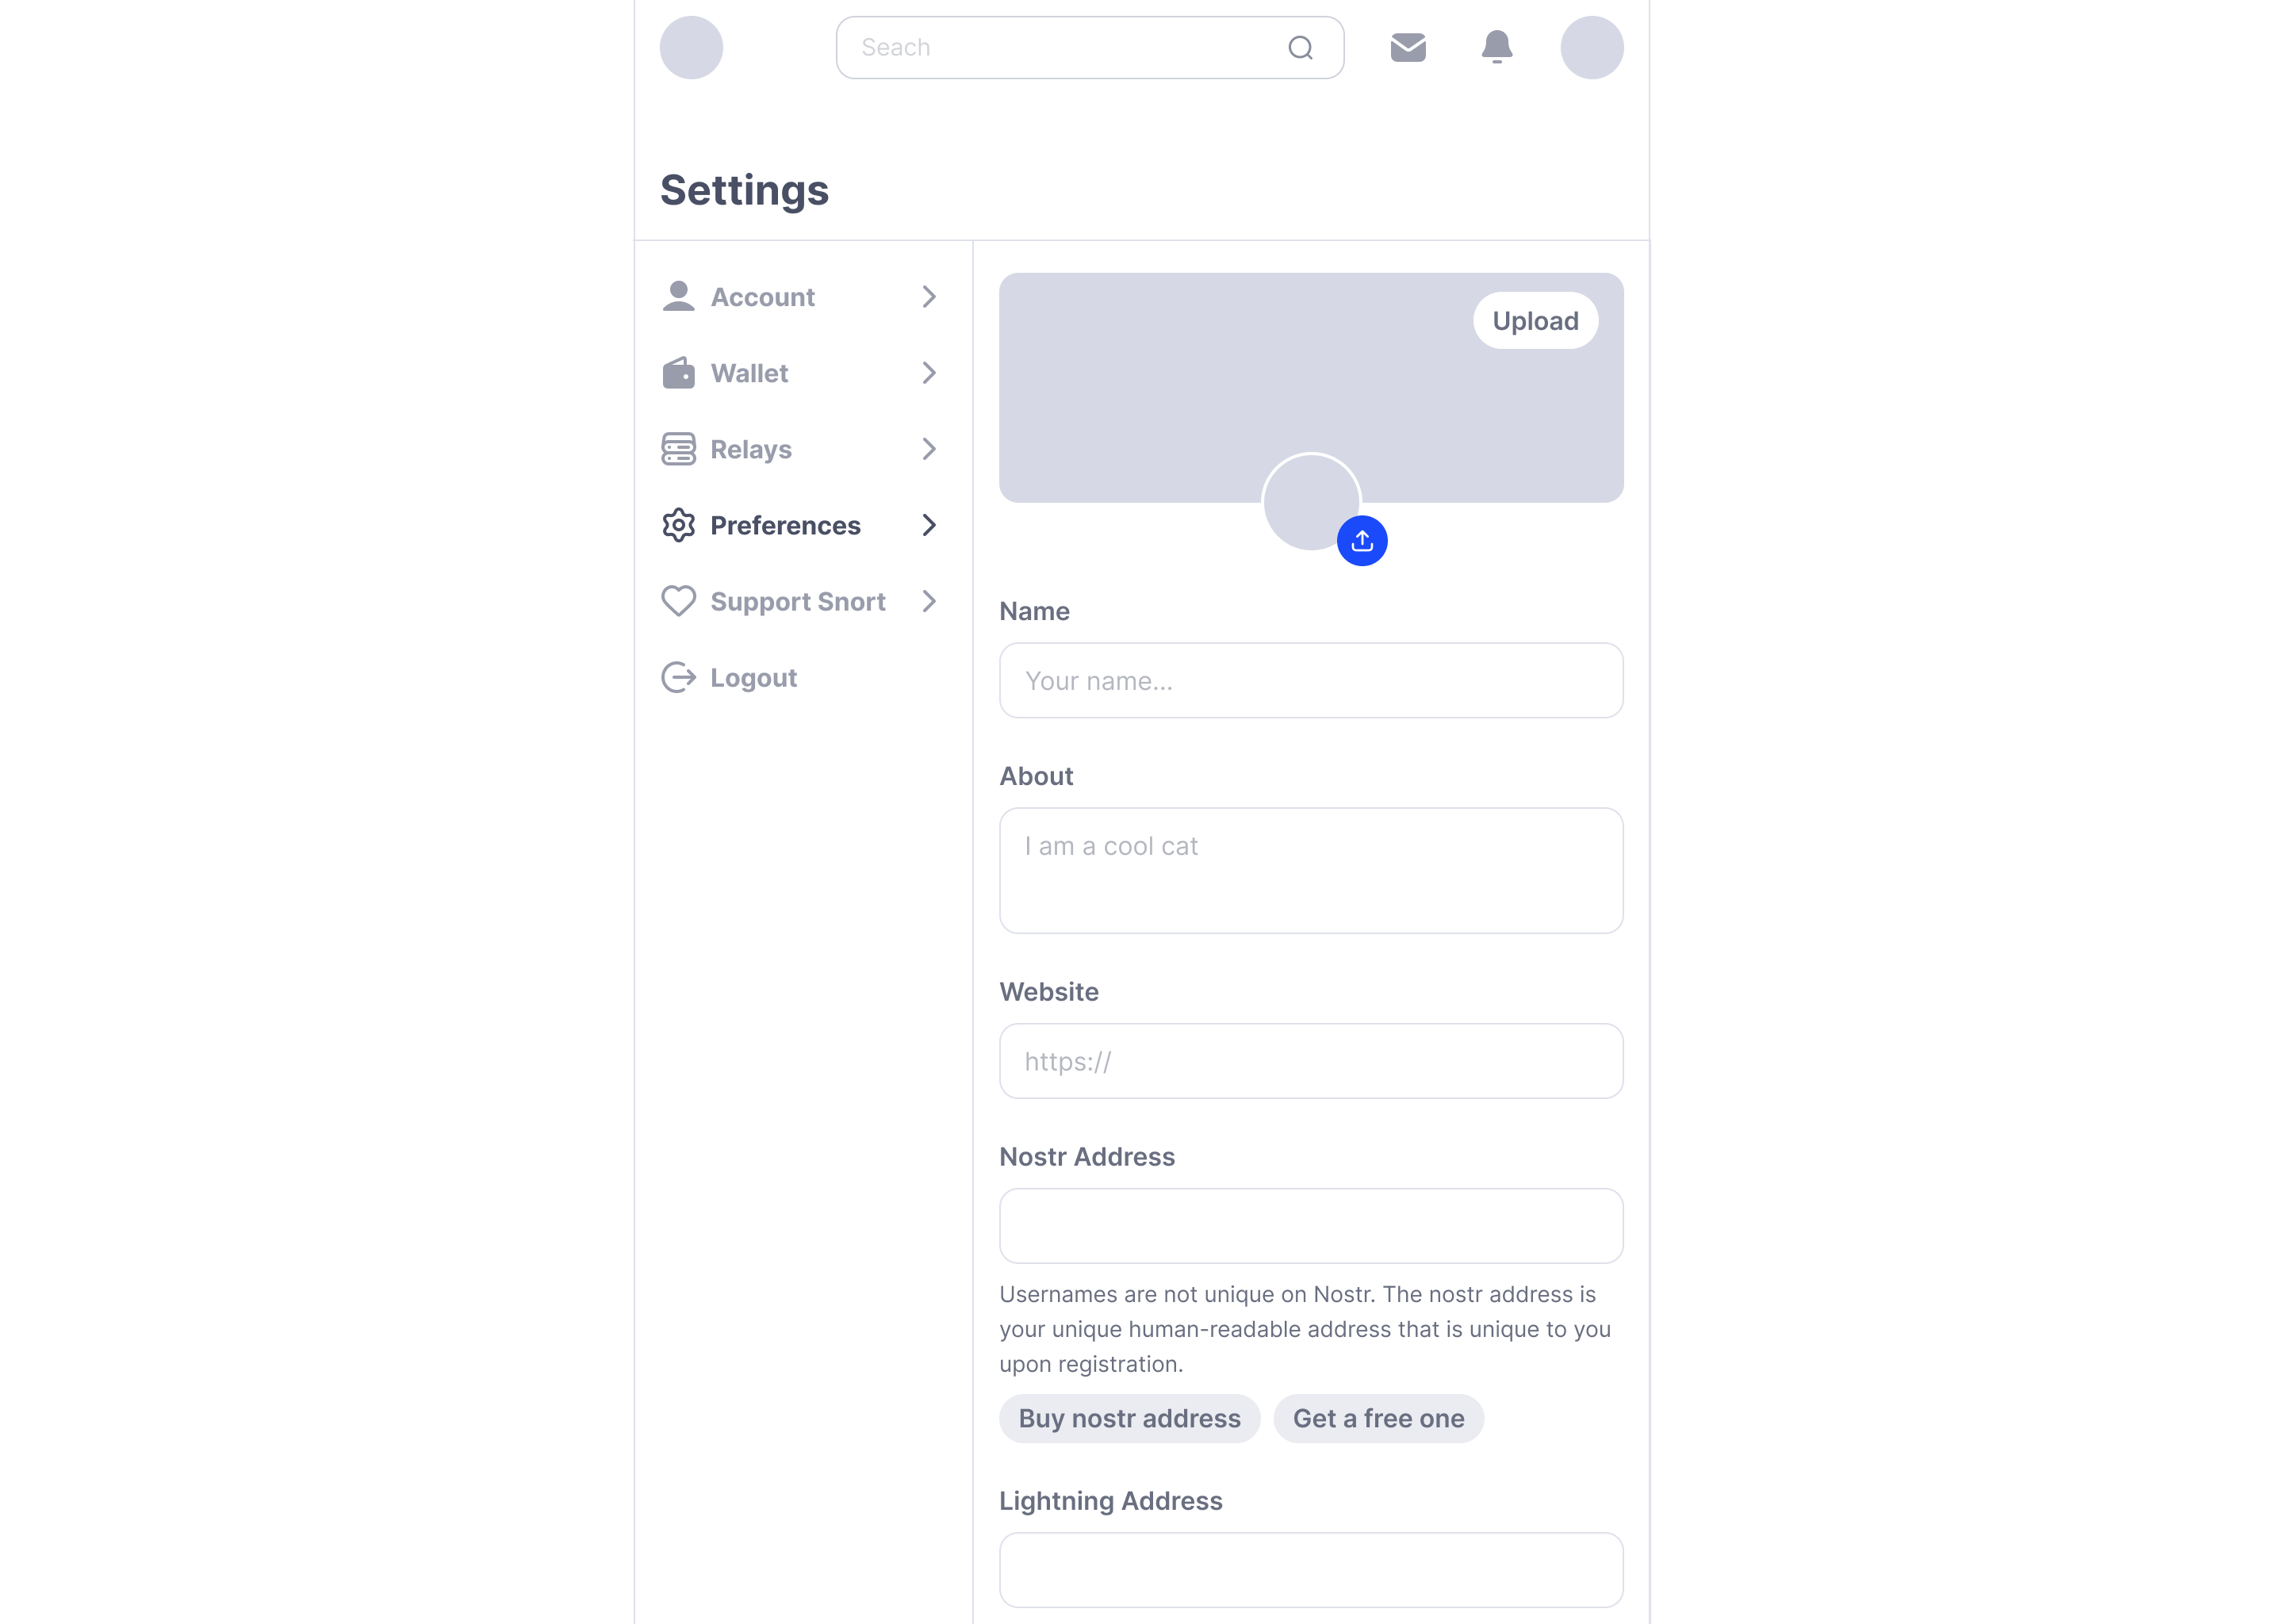 Seach
Settings
Account
Wallet
Relays
Preferences
Support Snort
Logout
Upload
Name
Your name...
About
I am a cool cat
Website
https://
Nostr Address
Usernames are not unique on Nostr. The nostr address is
your unique human-readable address that is unique to you
upon registration.
Buy nostr address
Get a free one
Lightning Address